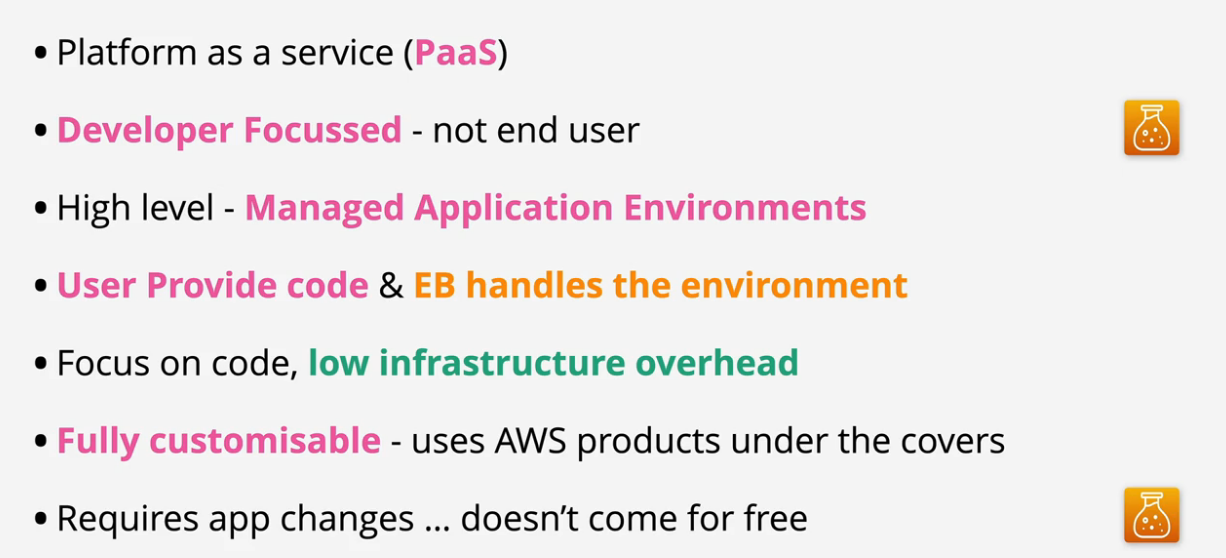 • Platform as a service (PaaS)
• Developer Focussed - not end user
• High level - Managed Application Environments
• User Provide code & EB handles the environment
• Focus on code, low infrastructure overhead
• Fully customisable - uses AWS products under the covers
• Requires app changes ... doesn't come for free